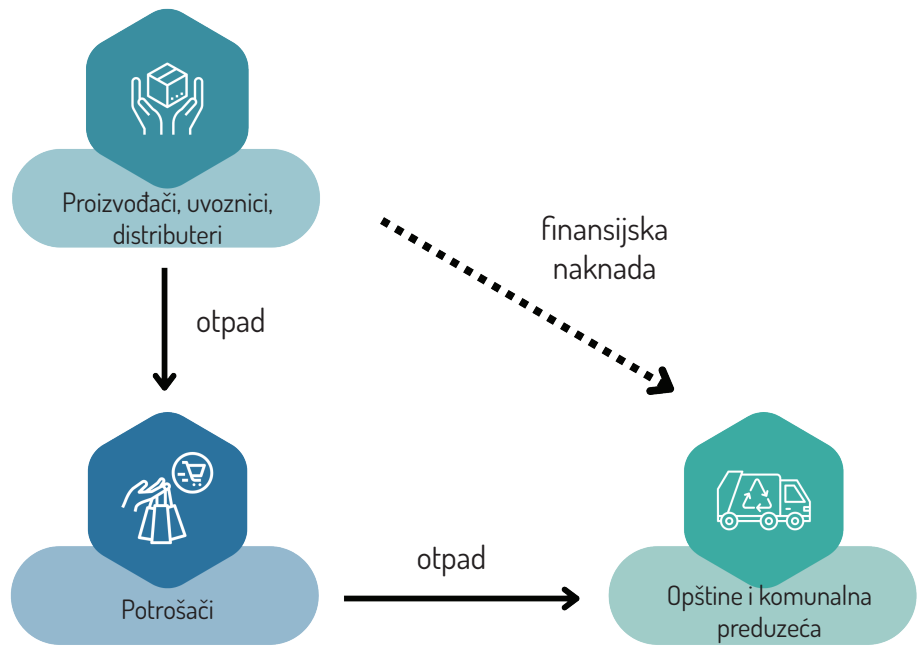 Proizvođači, uvoznici,
distributeri
finansijska
naknada
otpad
otpad
Potrošači
Opštine i komunalna
preduzeća